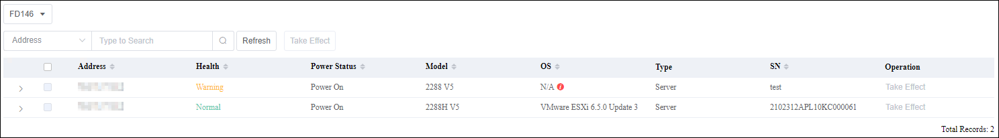 FD146
Address Type to Search Refresh Take Effect
Address Health Power Status Model OS Type SN Operation
Warning Power On 2288 V5 N/A Server test Take Effect
Normal Power On 2288H V5 VMware ESXi 6.5.0 Update 3 Server 2102312APL10KC000061 Take Effect
Total Records: 2